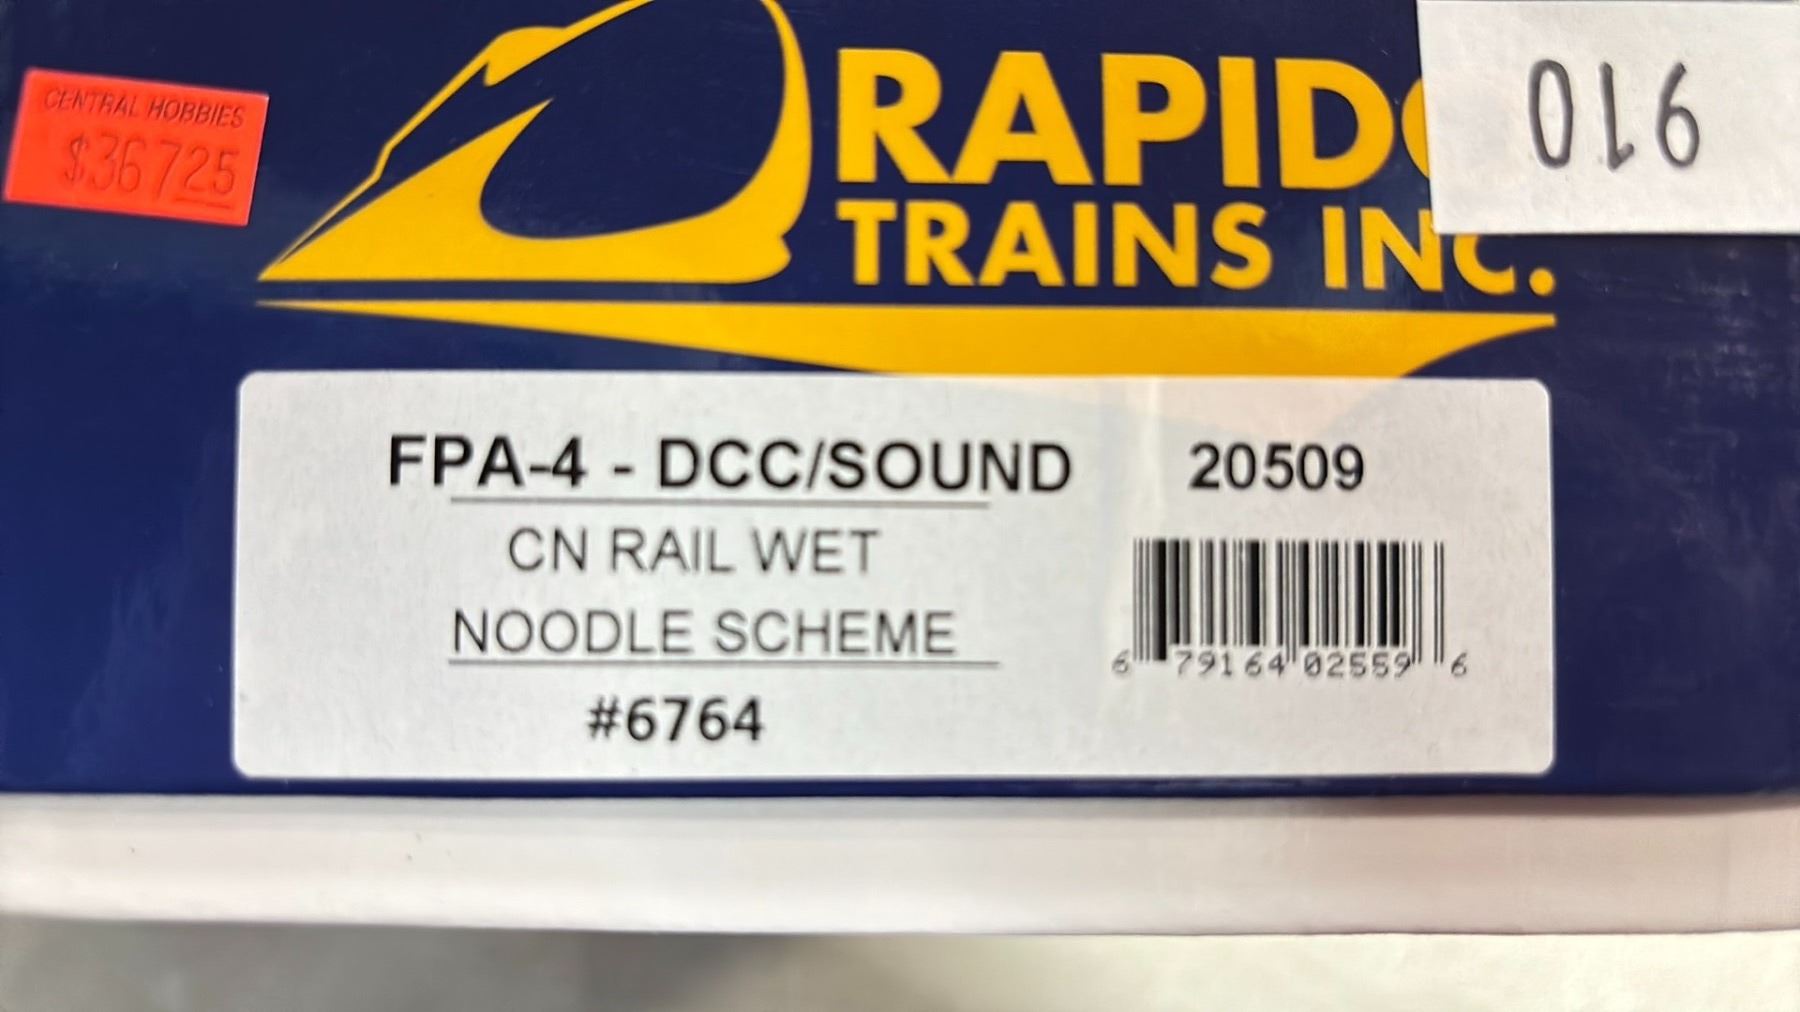 CENTRAL HOBBIES
$36725
RAPIDO
TRAINS INC.
016
FPA-4 - DCC/SOUND
20509
CN RAIL WET
NOODLE SCHEME
#6764
6 79164 02559 6